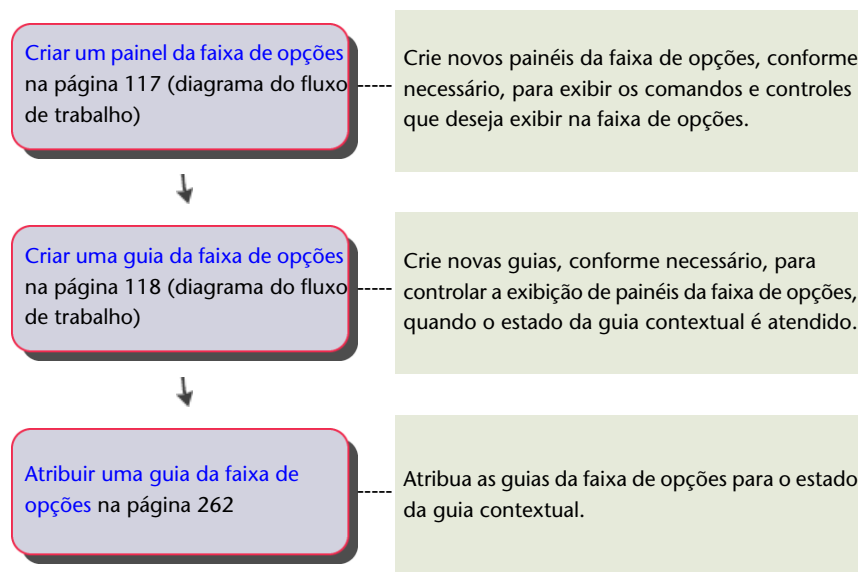 Criar um painel da faixa de opções
na página 117 (diagrama do fluxo
de trabalho)
Crie novos painéis da faixa de opções, conforme
necessário, para exibir os comandos e controles
que deseja exibir na faixa de opções.
Criar uma guia da faixa de opções
na página 118 (diagrama do fluxo
de trabalho)
Crie novas guias, conforme necessário, para
controlar a exibição de painéis da faixa de opções,
quando o estado da guia contextual é atendido.
Atribuir uma guia da faixa de
opções na página 262
Atribua as guias da faixa de opções para o estado
da guia contextual.